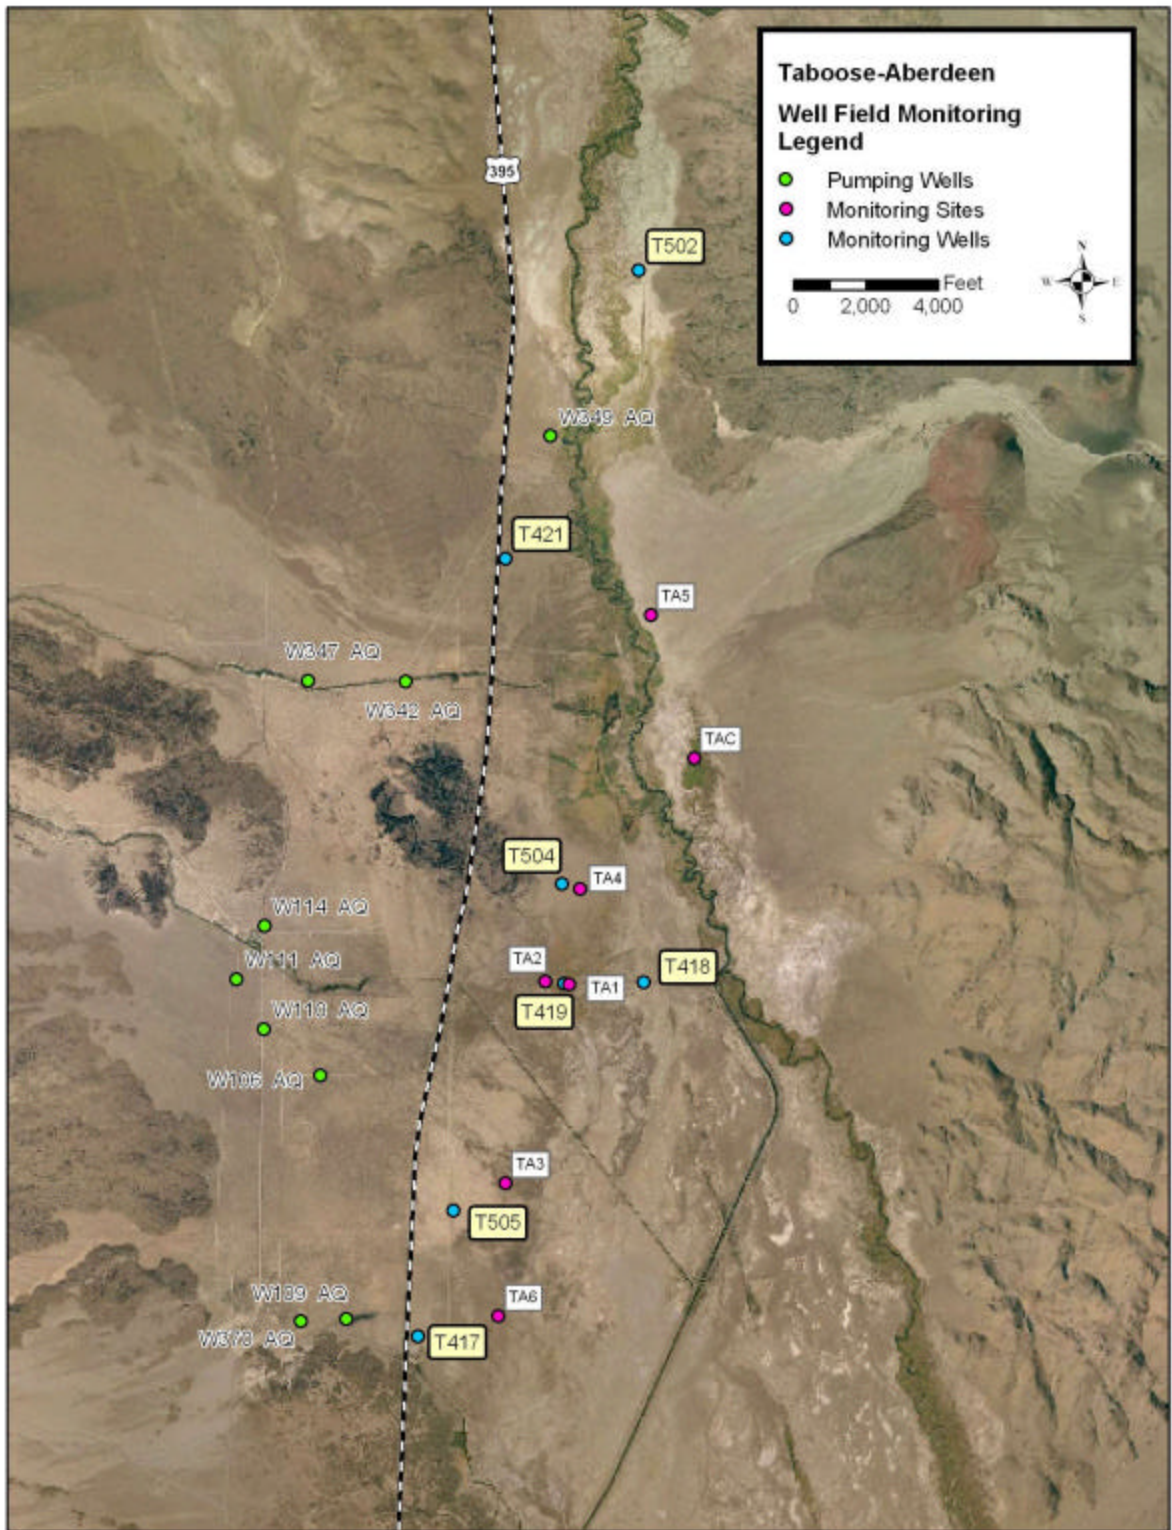 Taboose-Aberdeen
Well Field Monitoring
Legend
Pumping Wells
Monitoring Sites
Monitoring Wells
Feet
0 2,000 4,000
N
W E
S
395
T502
W349 AQ
T421
TA5
W347 AQ
W342 AQ
TAC
T504
TA4
W114 AQ
W111 AQ
TA2
T418
TA1
T419
W118 AQ
W106 AQ
TA3
T505
W109 AQ
TA6
W370 AQ
T417